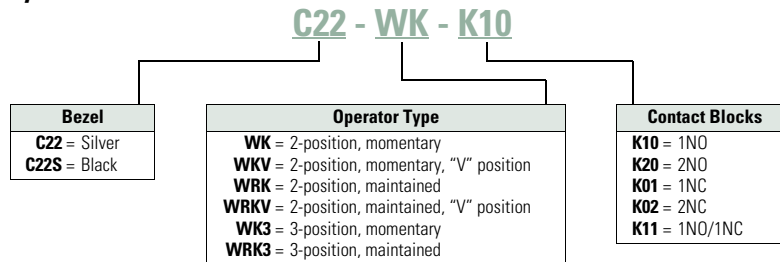 C22 - WK - K10
Bezel
C22 = Silver
C22S = Black
Operator Type
WK = 2-position, momentary
WKV = 2-position, momentary, “V” position
WRK = 2-position, maintained
WRKV = 2-position, maintained, “V” position
WK3 = 3-position, momentary
WRK3 = 3-position, maintained
Contact Blocks
K10 = 1NO
K20 = 2NO
K01 = 1NC
K02 = 2NC
K11 = 1NO/1NC